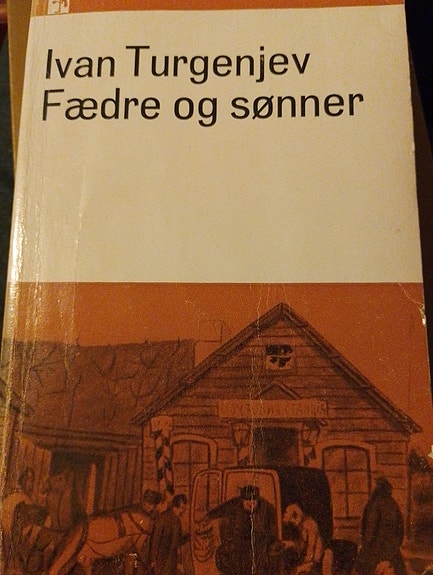 Ivan Turgenjev
Fædre og sønner